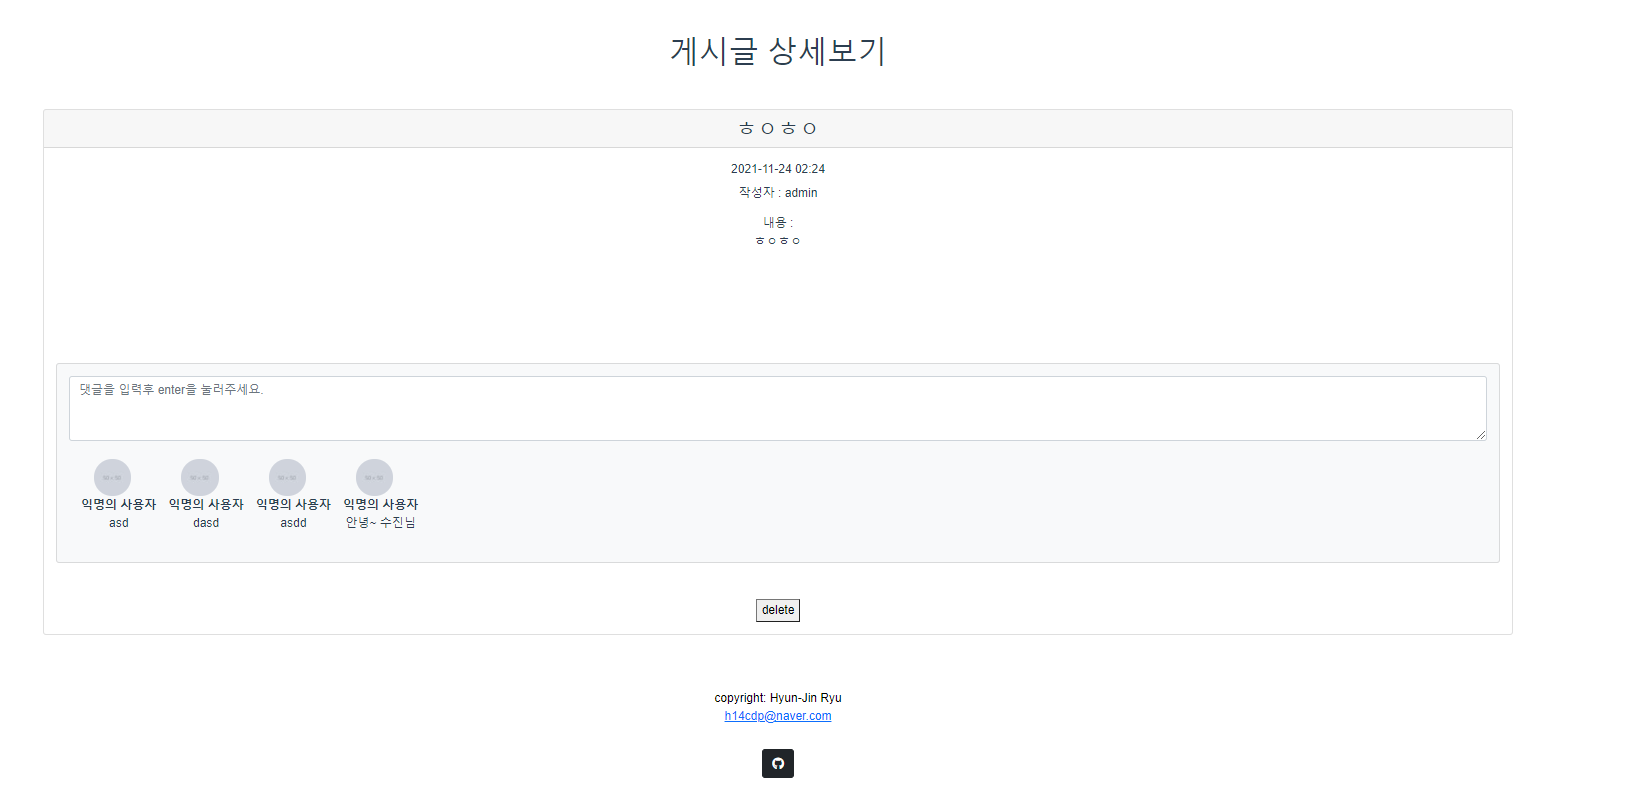 게시글 상세보기
ㅎㅇㅎㅇ
2021-11-24 02:24
작성자 : admin
내용 :
ㅎㅇㅎㅇ
댓글을 입력후 enter을 눌러주세요.
익명의 사용자 익명의 사용자 익명의 사용자 익명의 사용자
asd dasd asdd 안녕~ 수진님
delete
copyright: Hyun-Jin Ryu
h14cdp@naver.com